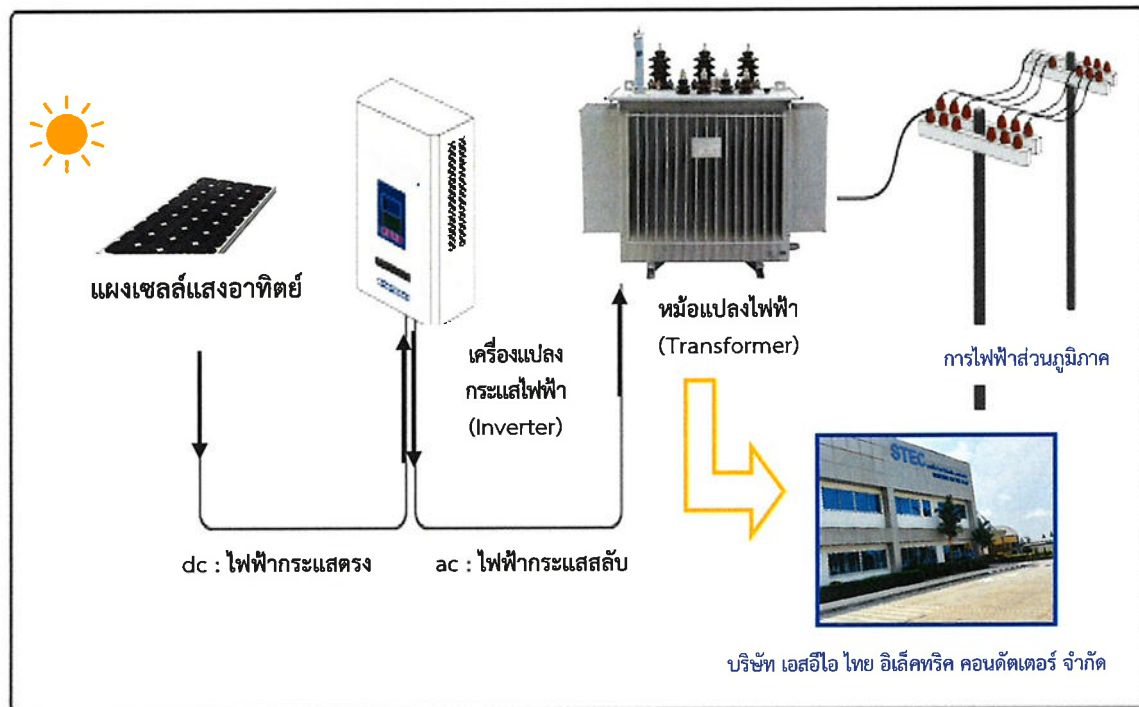 แผงเซลล์แสงอาทิตย์
เครื่องแปลง
กระแสไฟฟ้า
(Inverter)
หม้อแปลงไฟฟ้า
(Transformer)
การไฟฟ้าส่วนภูมิภาค
dc : ไฟฟ้ากระแสตรง
ac : ไฟฟ้ากระแสสลับ
STEC
บริษัท เอสอีไอ ไทย อิเล็คทริค คอนดัตเตอร์ จำกัด